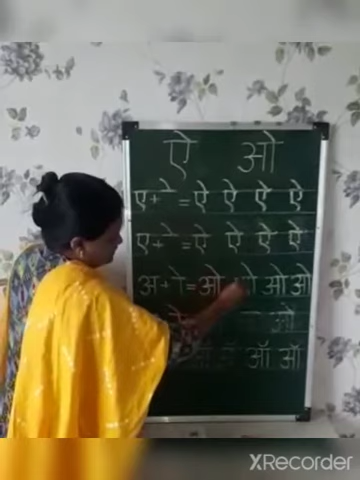 ऐ ओ
ए + े = ऐ ऐ ऐ ऐ
ए + े = ऐ ऐ ऐ ऐ
अ + ो = ओ ओ ओ ओ
ओ
ऑ ऑ
XRecorder